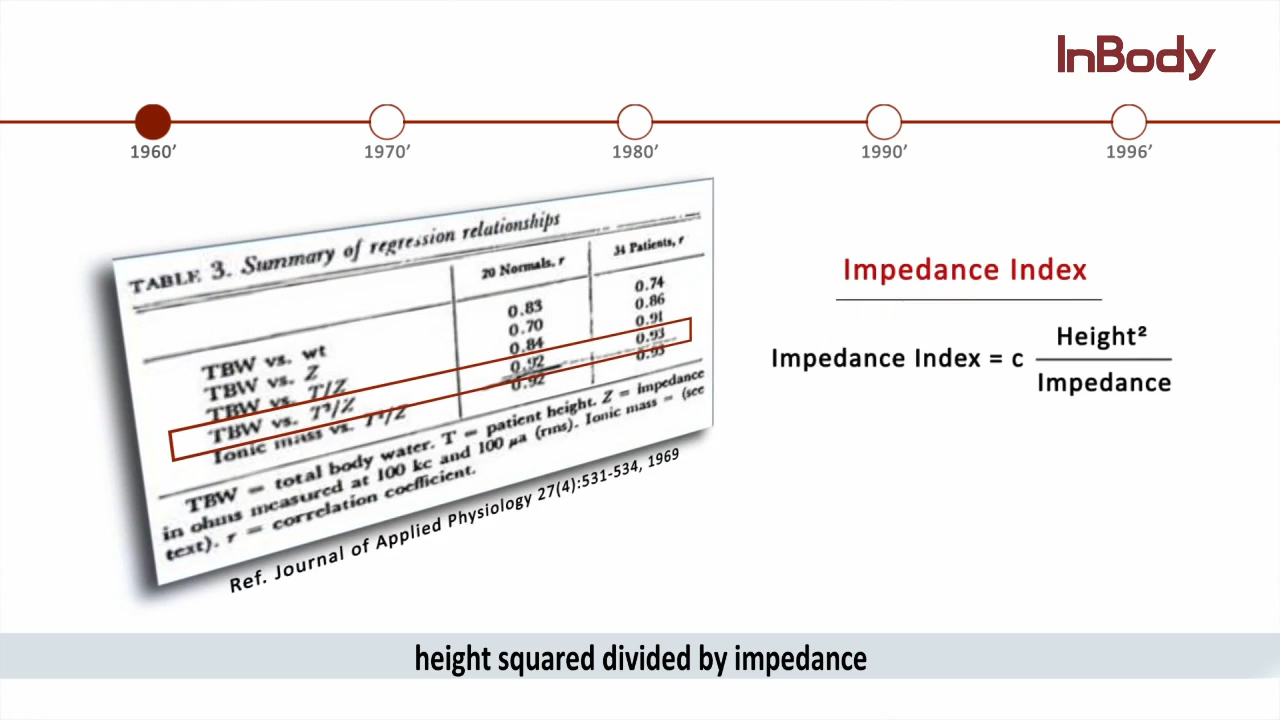 InBody
1960’
1970’
1980’
1990’
1996’
TABLE 3. Summary of regression relationships
20 Normals, r
34 Patients, r
TBW vs. wt 0.83 0.74
TBW vs. Z 0.70 0.86
TBW vs. T/Z 0.84 0.91
TBW vs. T²/Z 0.92 0.93
Ionic mass vs. T²/Z 0.92 0.93
TBW = total body water. T = patient height. Z = impedance
in ohms measured at 100 kc and 100 μa (rms). Ionic mass = (see
text). r = correlation coefficient.
Ref. Journal of Applied Physiology 27(4):531-534, 1969
Impedance Index
Impedance Index = c
Height²
Impedance
height squared divided by impedance